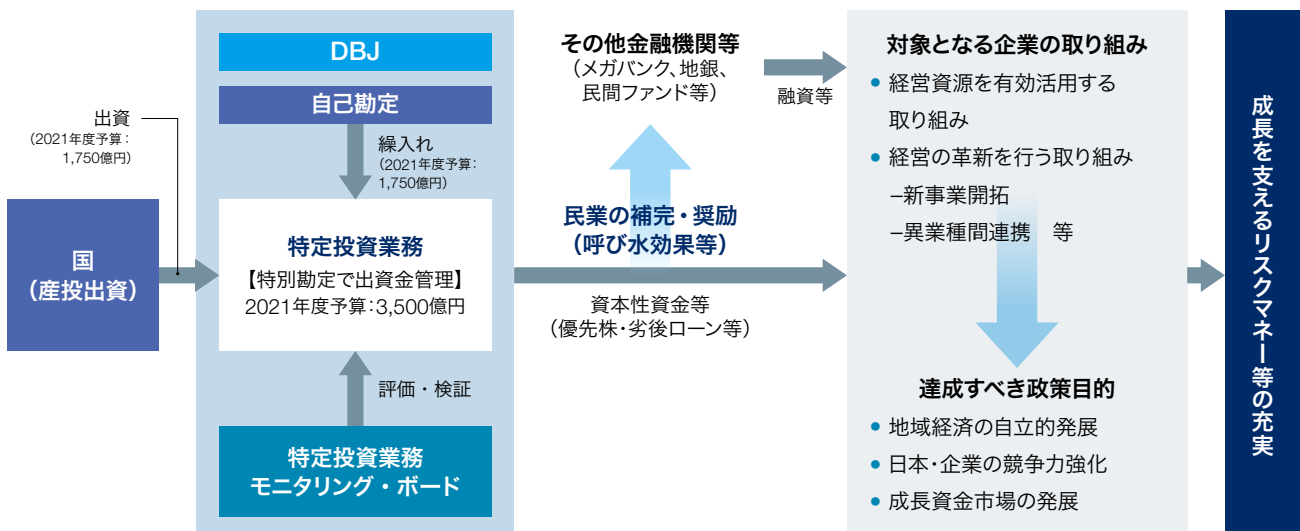 出資
（2021年度予算：
1,750億円）
国
（産投出資）
DBJ
自己勘定
繰入れ
（2021年度予算：
1,750億円）
特定投資業務
【特別勘定で出資金管理】
2021年度予算：3,500億円
評価・検証
特定投資業務
モニタリング・ボード
その他金融機関等
（メガバンク、地銀、
民間ファンド等）
融資等
民業の補完・奨励
（呼び水効果等）
資本性資金等
（優先株・劣後ローン等）
対象となる企業の取り組み
● 経営資源を有効活用する
取り組み
● 経営の革新を行う取り組み
–新事業開拓
–異業種間連携　等
達成すべき政策目的
● 地域経済の自立的発展
● 日本・企業の競争力強化
● 成長資金市場の発展
成長を支えるリスクマネー等の充実